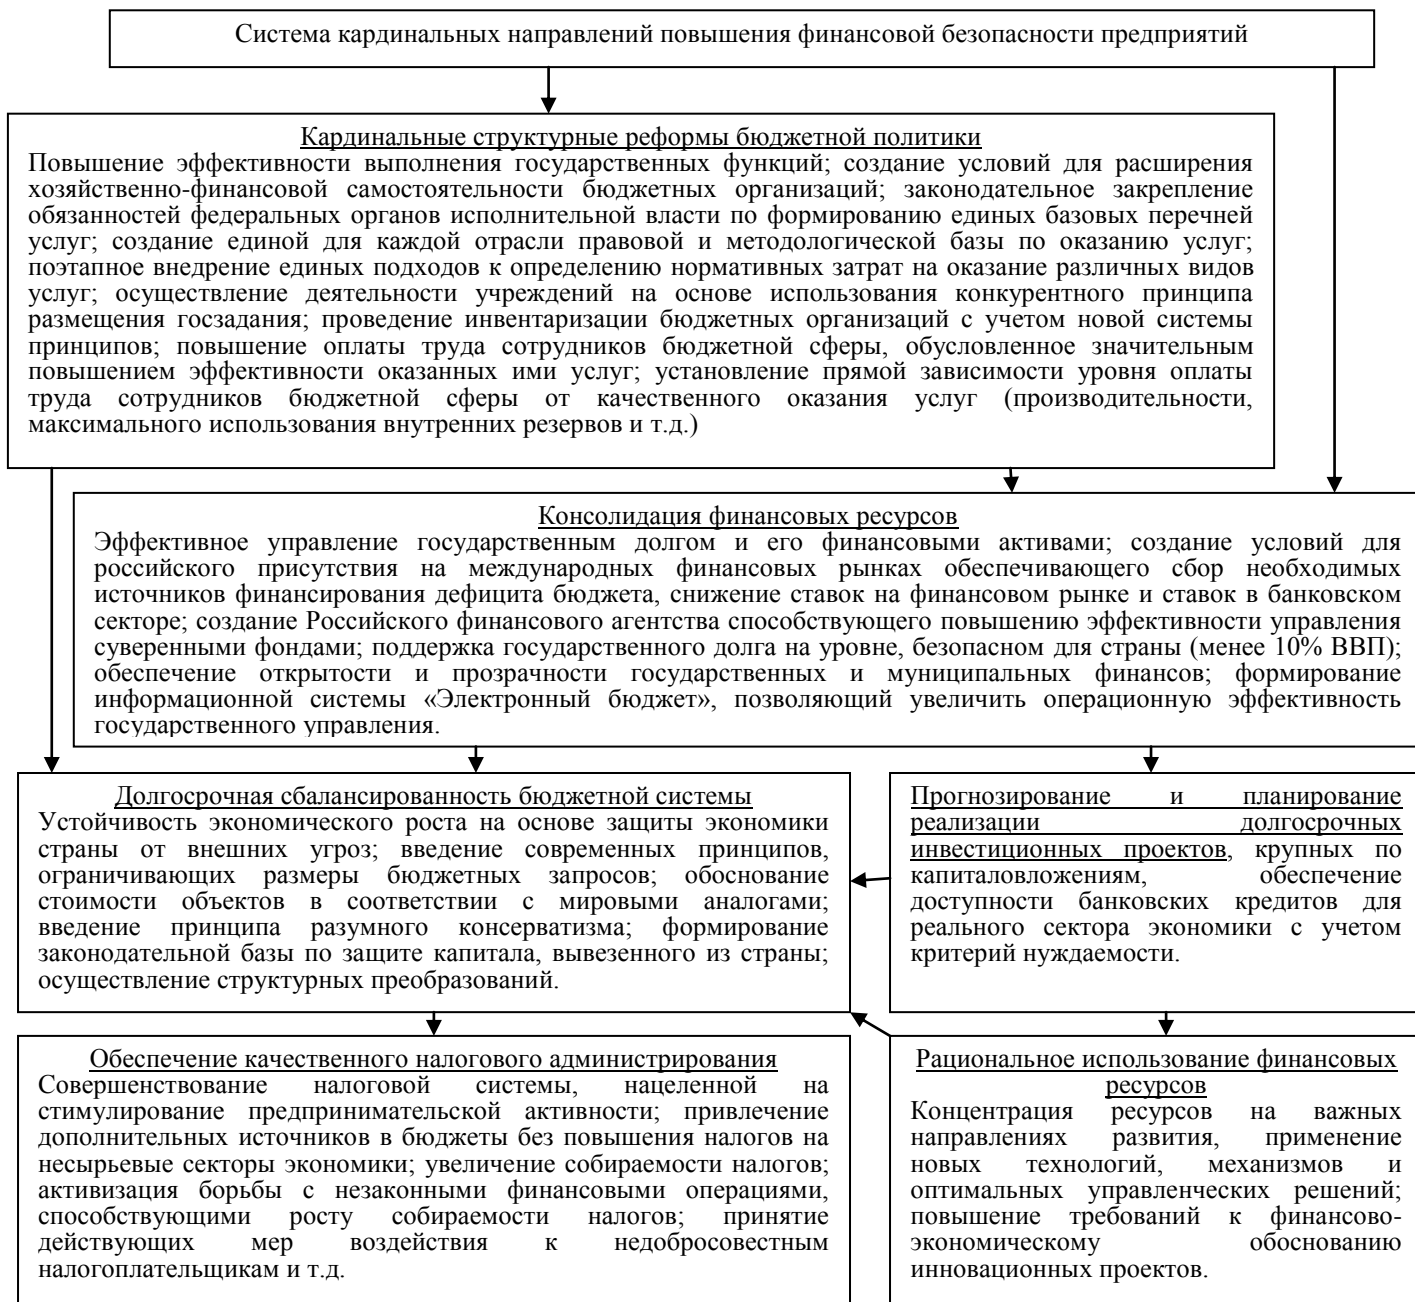 Система кардинальных направлений повышения финансовой безопасности предприятий
Кардинальные структурные реформы бюджетной политики
Повышение эффективности выполнения государственных функций; создание условий для расширения
хозяйственно-финансовой самостоятельности бюджетных организаций; законодательное закрепление
обязанностей федеральных органов исполнительной власти по формированию единых базовых перечней
услуг; создание единой для каждой отрасли правовой и методологической базы по оказанию услуг;
поэтапное внедрение единых подходов к определению нормативных затрат на оказание различных видов
услуг; осуществление деятельности учреждений на основе использования конкурентного принципа
размещения госзадания; проведение инвентаризации бюджетных организаций с учетом новой системы
принципов; повышение оплаты труда сотрудников бюджетной сферы, обусловленное значительным
повышением эффективности оказанных ими услуг; установление прямой зависимости уровня оплаты
труда сотрудников бюджетной сферы от качественного оказания услуг (производительности,
максимального использования внутренних резервов и т.д.)
Консолидация финансовых ресурсов
Эффективное управление государственным долгом и его финансовыми активами; создание условий для
российского присутствия на международных финансовых рынках обеспечивающего сбор необходимых
источников финансирования дефицита бюджета, снижение ставок на финансовом рынке и ставок в банковском
секторе; создание Российского финансового агентства способствующего повышению эффективности управления
суверенными фондами; поддержка государственного долга на уровне, безопасном для страны (менее 10% ВВП);
обеспечение открытости и прозрачности государственных и муниципальных финансов; формирование
информационной системы «Электронный бюджет», позволяющий увеличить операционную эффективность
государственного управления.
Долгосрочная сбалансированность бюджетной системы
Устойчивость экономического роста на основе защиты экономики
страны от внешних угроз; введение современных принципов,
ограничивающих размеры бюджетных запросов; обоснование
стоимости объектов в соответствии с мировыми аналогами;
введение принципа разумного консерватизма; формирование
законодательной базы по защите капитала, вывезенного из страны;
осуществление структурных преобразований.
Прогнозирование и планирование
реализации долгосрочных
инвестиционных проектов, крупных по
капиталовложениям, обеспечение
доступности банковских кредитов для
реального сектора экономики с учетом
критерий нуждаемости.
Обеспечение качественного налогового администрирования
Совершенствование налоговой системы, нацеленной на
стимулирование предпринимательской активности; привлечение
дополнительных источников в бюджеты без повышения налогов на
несырьевые секторы экономики; увеличение собираемости налогов;
активизация борьбы с незаконными финансовыми операциями,
способствующими росту собираемости налогов; принятие
действующих мер воздействия к недобросовестным
налогоплательщикам и т.д.
Рациональное использование финансовых
ресурсов
Концентрация ресурсов на важных
направлениях развития, применение
новых технологий, механизмов и
оптимальных управленческих решений;
повышение требований к финансово-
экономическому обоснованию
инновационных проектов.